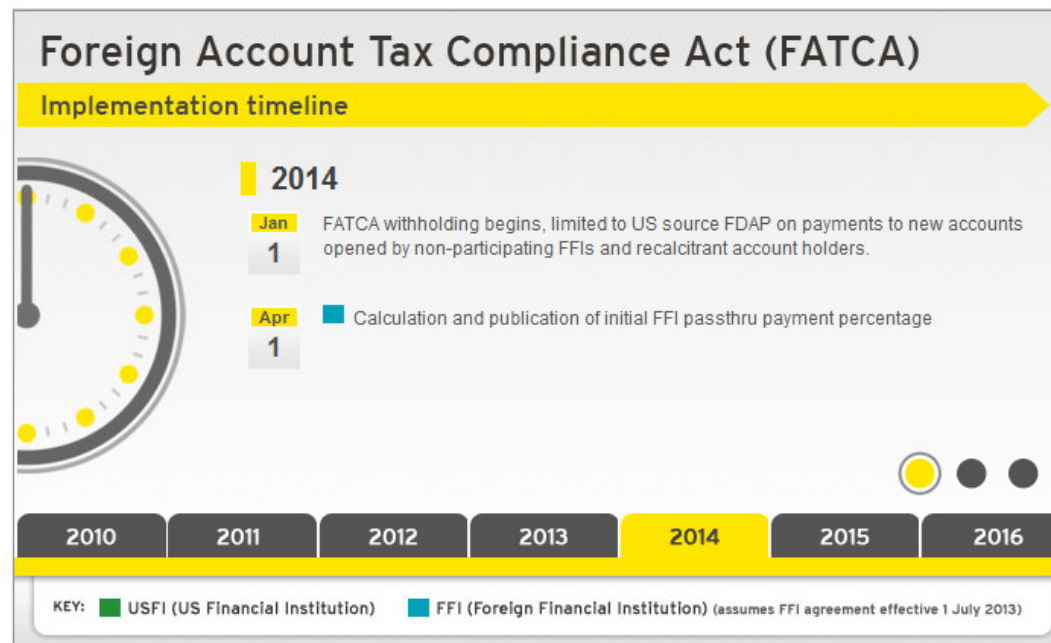 Foreign Account Tax Compliance Act (FATCA)
Implementation timeline
2014
Jan
1
FATCA withholding begins, limited to US source FDAP on payments to new accounts
opened by non-participating FFIs and recalcitrant account holders.
Apr
1
Calculation and publication of initial FFI passthru payment percentage
2010 2011 2012 2013 2014 2015 2016
KEY: USFI (US Financial Institution) FFI (Foreign Financial Institution) (assumes FFI agreement effective 1 July 2013)